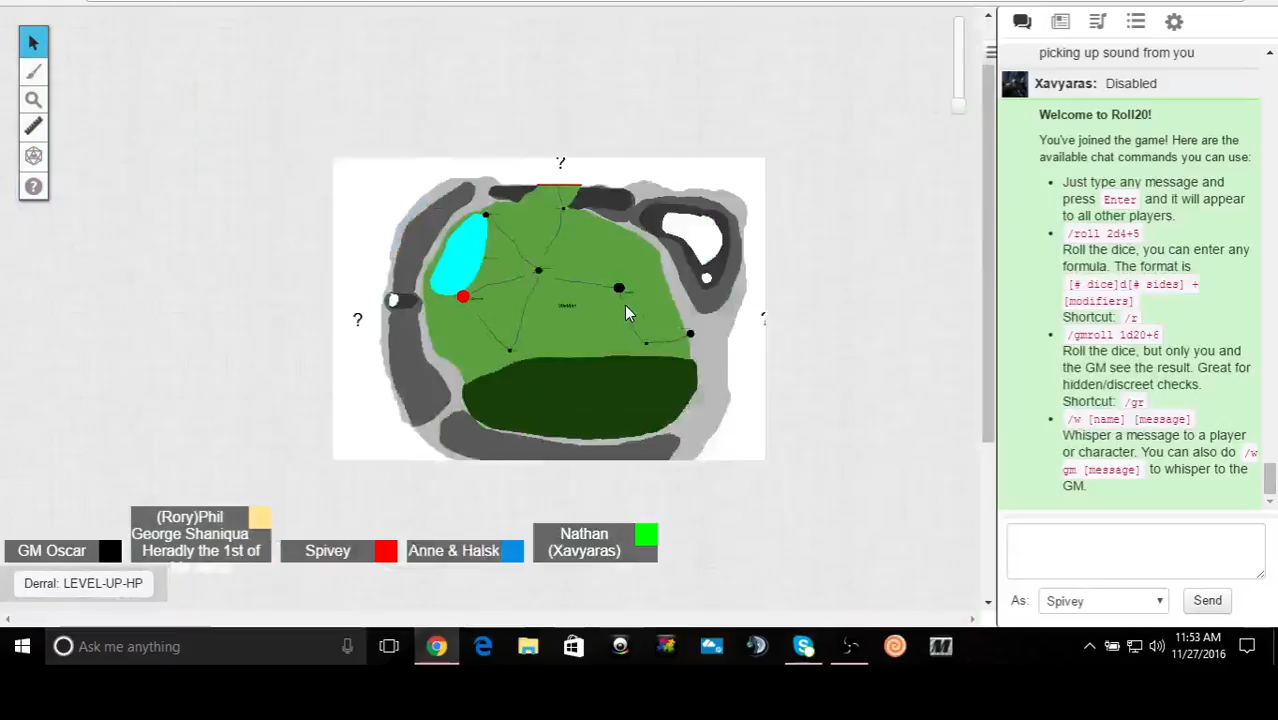 picking up sound from you
Xavyaras: Disabled
Welcome to Roll20!
You've joined the game! Here are the
available chat commands you can use:
Just type any message and
press Enter and it will appear
to all other players.
/roll 2d4+5
Roll the dice, you can enter any
formula. The format is
[# dice]d[# sides] +
[modifiers]
Shortcut: /r
/gmroll 1d20+6
Roll the dice, but only you and
the GM see the result. Great for
hidden/discreet checks.
Shortcut: /gr
/w [name] [message]
Whisper a message to a player
or character. You can also do /w
gm [message] to whisper to the
GM.
As: Spivey Send
?
?
?
GM Oscar
(Rory)Phil
George Shaniqua
Heradly the 1st of
Spivey
Anne & Halsk
Nathan
(Xavyaras)
Derral: LEVEL-UP-HP
Ask me anything
11:53 AM
11/27/2016